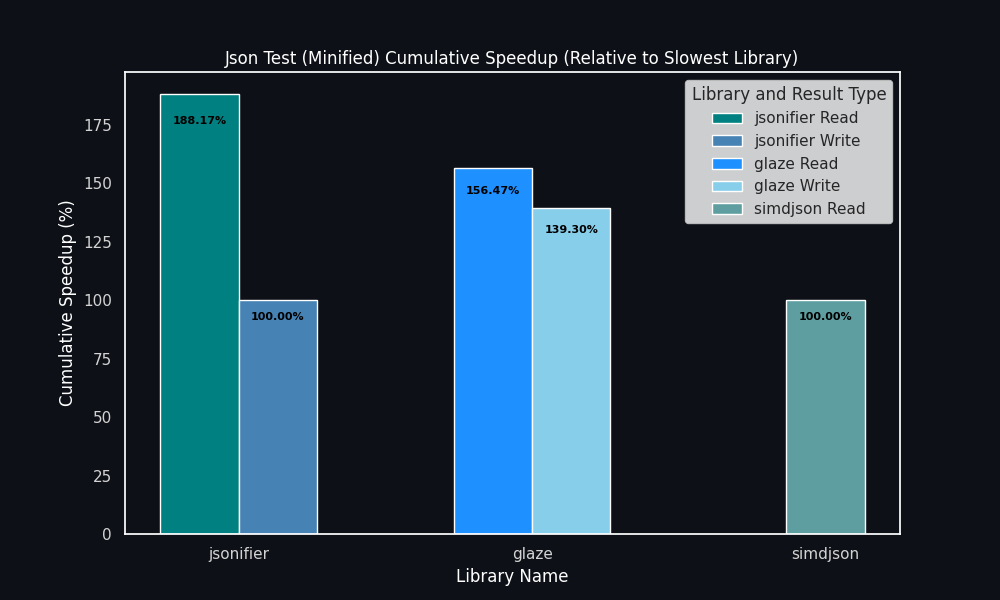 Json Test (Minified) Cumulative Speedup (Relative to Slowest Library)
Cumulative Speedup (%)
175
150
125
100
75
50
25
0
188.17%
100.00%
156.47%
139.30%
100.00%
Library and Result Type
jsonifier Read
jsonifier Write
glaze Read
glaze Write
simdjson Read
jsonifier
glaze
simdjson
Library Name